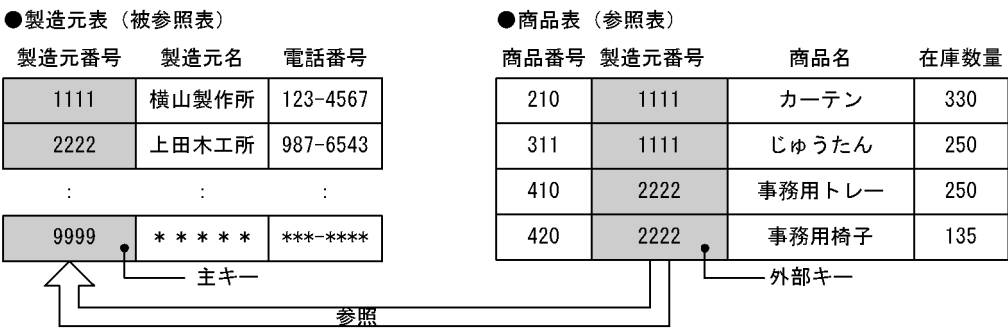 ●製造元表（被参照表）
製造元番号 製造元名 電話番号
1111 横山製作所 123-4567
2222 上田木工所 987-6543
: : :
9999 ＊＊＊＊＊ ***-****
主キー
●商品表（参照表）
商品番号 製造元番号 商品名 在庫数量
210 1111 カーテン 330
311 1111 じゅうたん 250
410 2222 事務用トレー 250
420 2222 事務用椅子 135
外部キー
参照